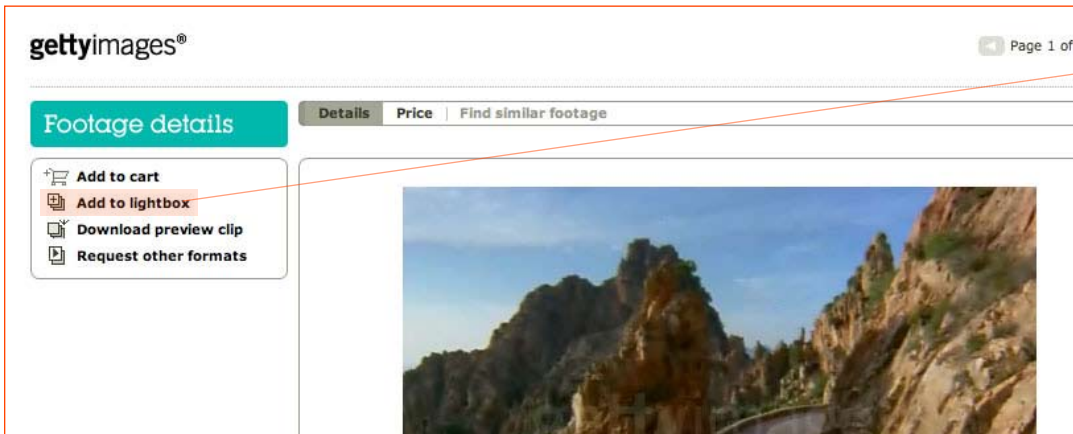 gettyimages®
Page 1 of
Footage details
Details Price | Find similar footage
Add to cart
Add to lightbox
Download preview clip
Request other formats
gettyimages